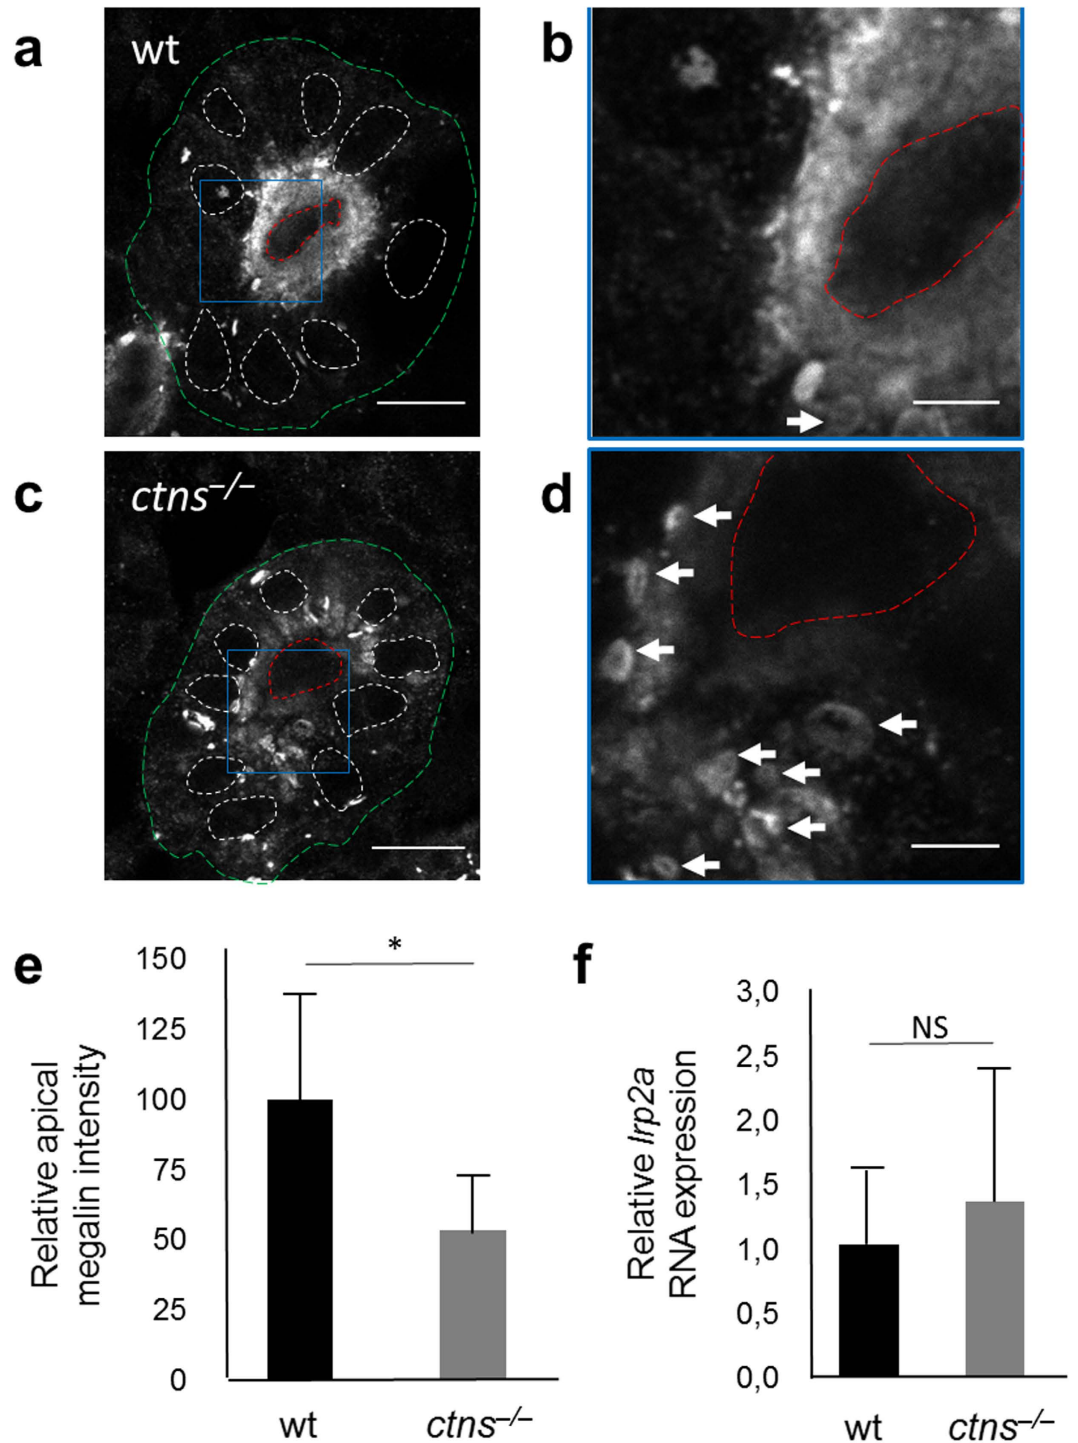 a
wt
b
c
ctns–/–
d
e
Relative apical
megalin intensity
150
125
100
75
50
25
0
*
wt
ctns–/–
f
Relative lrp2a
RNA expression
3,0
2,5
2,0
1,5
1,0
0,5
0,0
NS
wt
ctns–/–